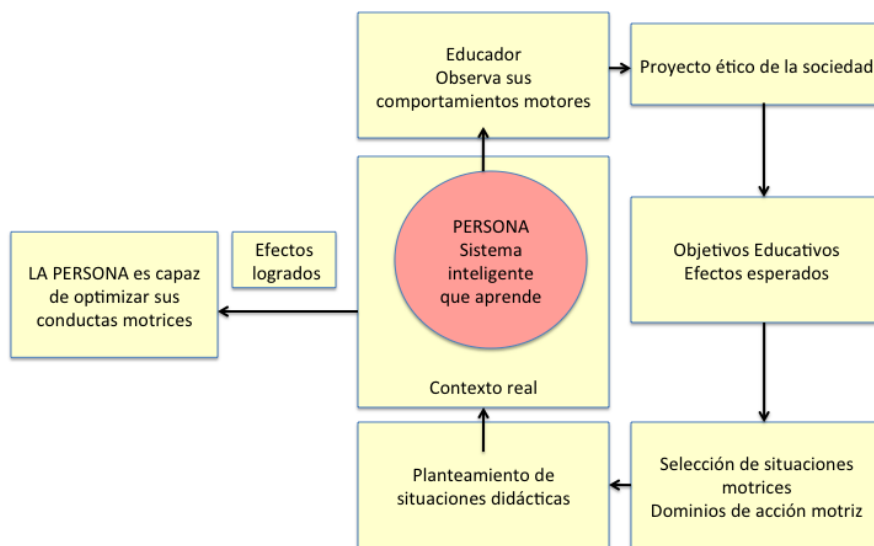 Educador
Observa sus
comportamientos motores
Proyecto ético de la sociedad
PERSONA
Sistema
inteligente
que aprende
Contexto real
Efectos
logrados
LA PERSONA es capaz
de optimizar sus
conductas motrices
Objetivos Educativos
Efectos esperados
Planteamiento de
situaciones didácticas
Selección de situaciones
motrices
Dominios de acción motriz